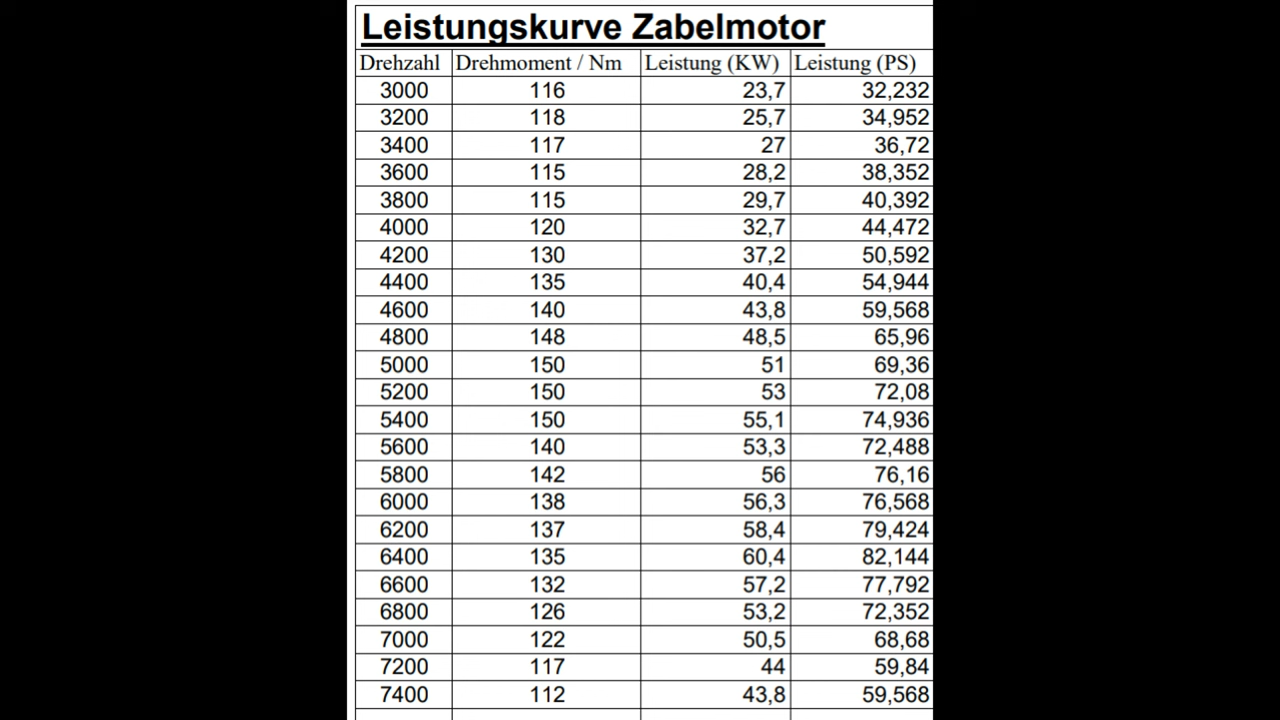 Leistungskurve Zabelmotor
Drehzahl Drehmoment / Nm Leistung (KW) Leistung (PS)
3000 116 23,7 32,232
3200 118 25,7 34,952
3400 117 27 36,72
3600 115 28,2 38,352
3800 115 29,7 40,392
4000 120 32,7 44,472
4200 130 37,2 50,592
4400 135 40,4 54,944
4600 140 43,8 59,568
4800 148 48,5 65,96
5000 150 51 69,36
5200 150 53 72,08
5400 150 55,1 74,936
5600 140 53,3 72,488
5800 142 56 76,16
6000 138 56,3 76,568
6200 137 58,4 79,424
6400 135 60,4 82,144
6600 132 57,2 77,792
6800 126 53,2 72,352
7000 122 50,5 68,68
7200 117 44 59,84
7400 112 43,8 59,568